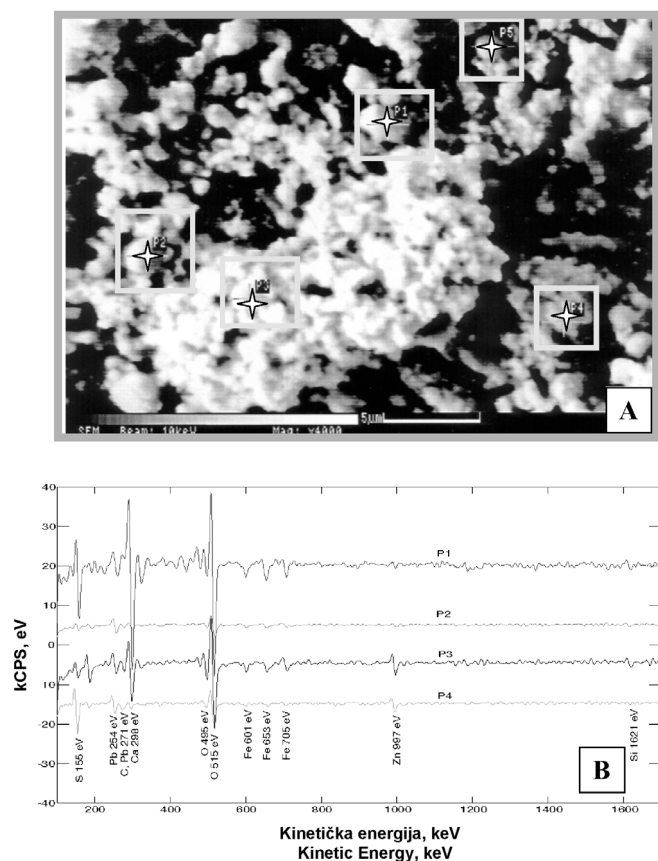 P5
P1
P2
P3
P4
5µm
SEM Beam: 10keV Mag: x4000
A
40
30
20
10
0
-10
-20
-30
-40
kCPS, eV
P1
P2
P3
P4
S 155 eV
Pb 254 eV
C, Pb 271 eV
Ca 298 eV
O 495 eV
O 515 eV
Fe 601 eV
Fe 653 eV
Fe 705 eV
Zn 997 eV
Si 1621 eV
B
200 400 600 800 1000 1200 1400 1600
Kinetička energija, keV
Kinetic Energy, keV